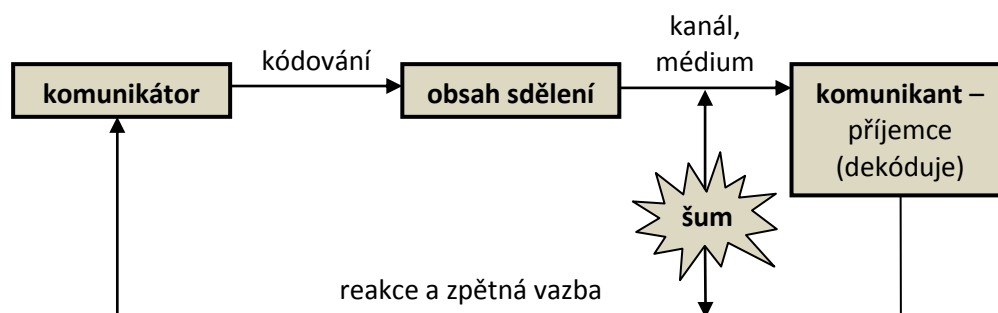 kódování
kanál,
médium
komunikátor
obsah sdělení
komunikant –
příjemce
(dekóduje)
šum
reakce a zpětná vazba